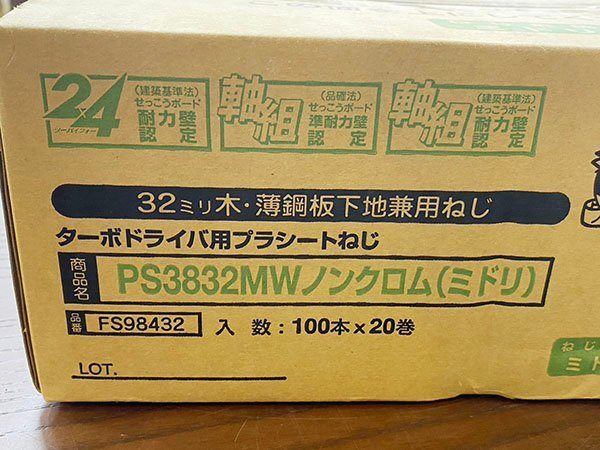 2×4
ツーバイフォー
(建築基準法)
せっこうボード
耐力壁
認定
軸組
(品確法)
せっこうボード
準耐力壁
認定
軸組
(建築基準法)
せっこうボード
耐力壁
認定
32ミリ木・薄鋼板下地兼用ねじ
ターボドライバ用プラシートねじ
商品名 PS3832MWノンクロム(ミドリ)
品番 FS98432 入数:100本×20巻
LOT.
ねじ
ミド